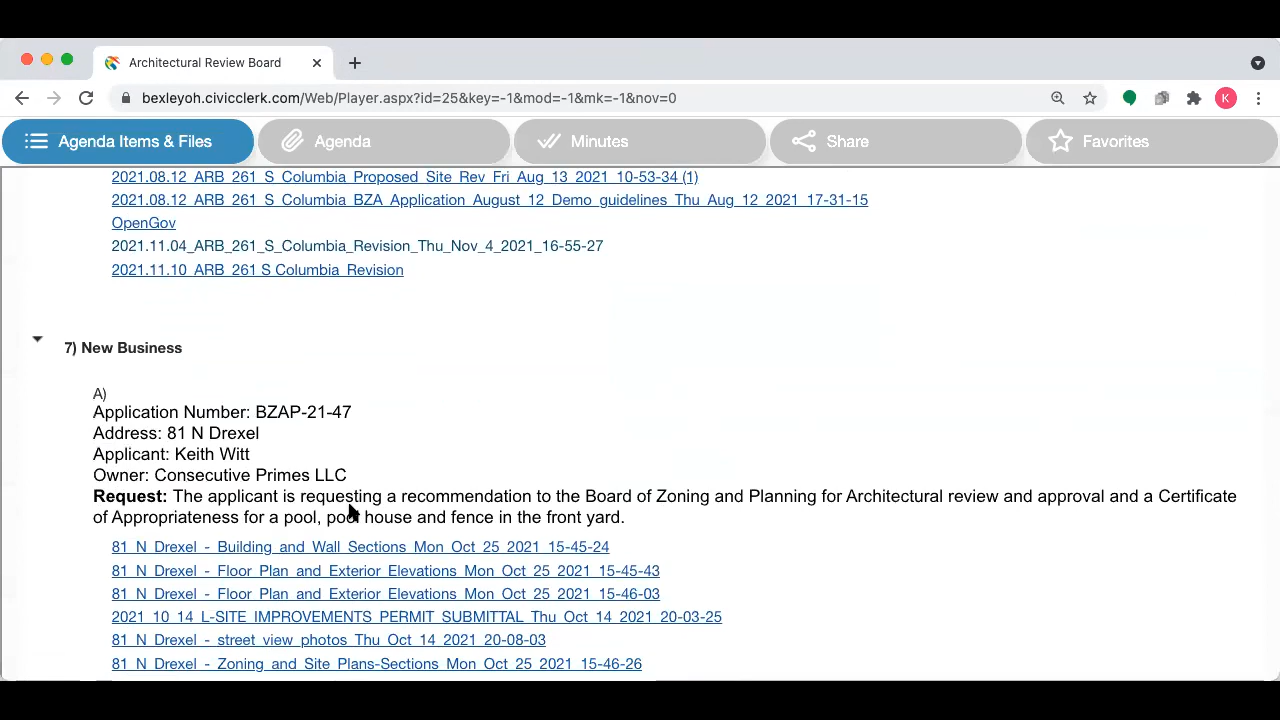 Architectural Review Board
bexleyoh.civicclerk.com/Web/Player.aspx?id=25&key=-1&mod=-1&mk=-1&nov=0
K
Agenda Items & Files
Agenda
Minutes
Share
Favorites
2021.08.12_ARB_261_S_Columbia_Proposed_Site_Rev_Fri_Aug_13_2021_10-53-34 (1)
2021.08.12_ARB_261_S_Columbia_BZA_Application_August_12_Demo_guidelines_Thu_Aug_12_2021_17-31-15
OpenGov
2021.11.04_ARB_261_S_Columbia_Revision_Thu_Nov_4_2021_16-55-27
2021.11.10_ARB_261 S Columbia_Revision
7) New Business
A)
Application Number: BZAP-21-47
Address: 81 N Drexel
Applicant: Keith Witt
Owner: Consecutive Primes LLC
Request: The applicant is requesting a recommendation to the Board of Zoning and Planning for Architectural review and approval and a Certificate
of Appropriateness for a pool, pool house and fence in the front yard.
81_N_Drexel_-_Building_and_Wall_Sections_Mon_Oct_25_2021_15-45-24
81_N_Drexel_-_Floor_Plan_and_Exterior_Elevations_Mon_Oct_25_2021_15-45-43
81_N_Drexel_-_Floor_Plan_and_Exterior_Elevations_Mon_Oct_25_2021_15-46-03
2021_10_14_L-SITE_IMPROVEMENTS_PERMIT_SUBMITTAL_Thu_Oct_14_2021_20-03-25
81_N_Drexel_-_street_view_photos_Thu_Oct_14_2021_20-08-03
81_N_Drexel_-_Zoning_and_Site_Plans-Sections_Mon_Oct_25_2021_15-46-26